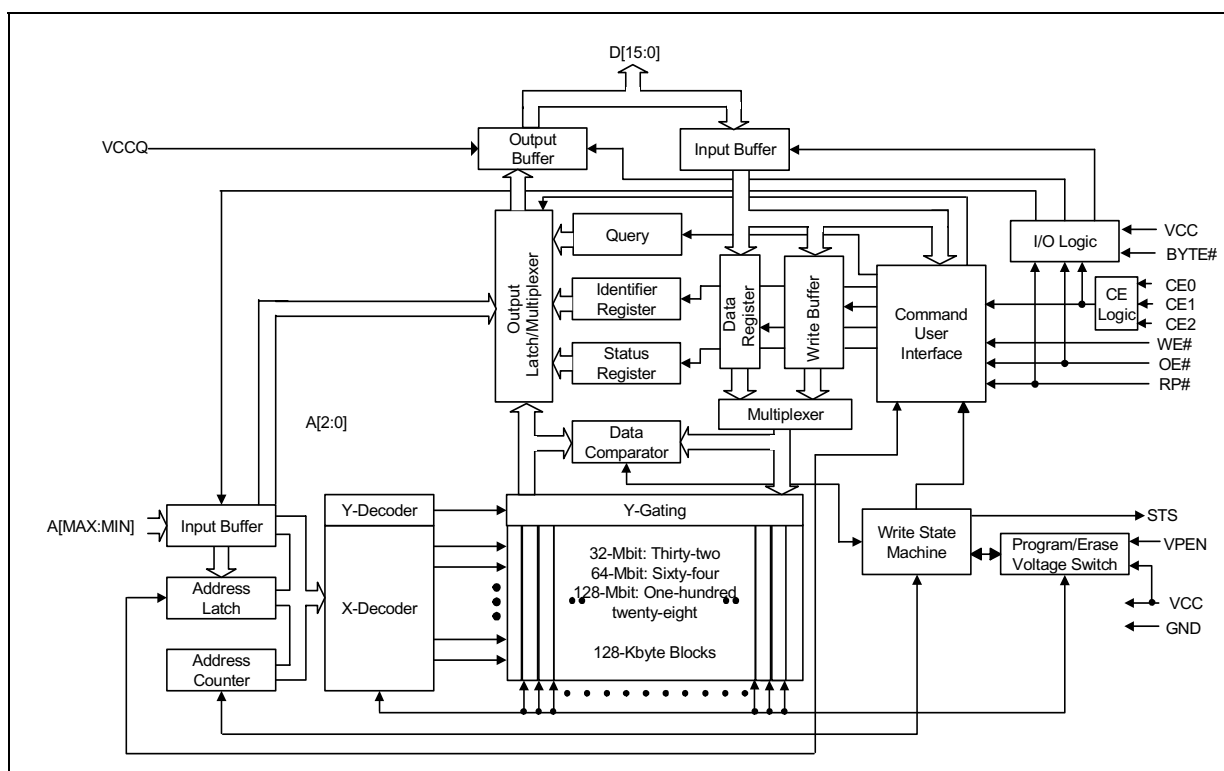 D[15:0]
VCCQ
Output
Buffer
Input Buffer
Output
Latch/Multiplexer
Query
Identifier
Register
Status
Register
Data
Register
Write Buffer
Command
User
Interface
I/O Logic
CE
Logic
VCC
BYTE#
CE0
CE1
CE2
WE#
OE#
RP#
Multiplexer
Data
Comparator
A[2:0]
A[MAX:MIN]
Input Buffer
Address
Latch
Address
Counter
Y-Decoder
X-Decoder
Y-Gating
32-Mbit: Thirty-two
64-Mbit: Sixty-four
128-Mbit: One-hundred
twenty-eight
128-Kbyte Blocks
Write State
Machine
Program/Erase
Voltage Switch
STS
VPEN
VCC
GND